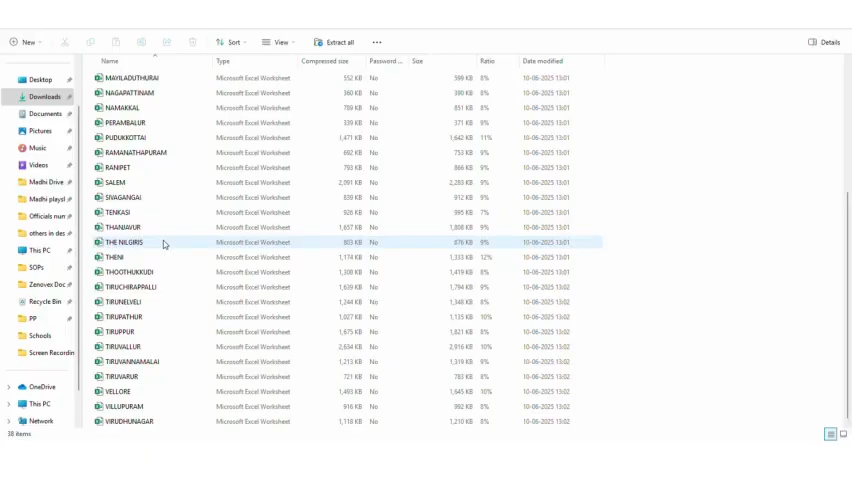 New Sort View Extract all ••• Details
Name Type Compressed size Password ... Size Ratio Date modified
Desktop
Downloads
Documents
Pictures
Music
Videos
Madhi Drive
Madhi playsl
Officials num
others in des
This PC
SOPs
Zenovex Doc
Recycle Bin
PP
Schools
Screen Recordin
OneDrive
This PC
Network
MAYILADUTHURAI Microsoft Excel Worksheet 552 KB No 599 KB 8% 10-06-2025 13:01
NAGAPATTINAM Microsoft Excel Worksheet 360 KB No 390 KB 8% 10-06-2025 13:01
NAMAKKAL Microsoft Excel Worksheet 789 KB No 851 KB 8% 10-06-2025 13:01
PERAMBALUR Microsoft Excel Worksheet 339 KB No 371 KB 9% 10-06-2025 13:01
PUDUKKOTTAI Microsoft Excel Worksheet 1,471 KB No 1,642 KB 11% 10-06-2025 13:01
RAMANATHAPURAM Microsoft Excel Worksheet 692 KB No 753 KB 9% 10-06-2025 13:01
RANIPET Microsoft Excel Worksheet 793 KB No 866 KB 9% 10-06-2025 13:01
SALEM Microsoft Excel Worksheet 2,091 KB No 2,283 KB 9% 10-06-2025 13:01
SIVAGANGAI Microsoft Excel Worksheet 839 KB No 912 KB 9% 10-06-2025 13:01
TENKASI Microsoft Excel Worksheet 926 KB No 995 KB 7% 10-06-2025 13:01
THANJAVUR Microsoft Excel Worksheet 1,657 KB No 1,808 KB 9% 10-06-2025 13:01
THE NILGIRIS Microsoft Excel Worksheet 803 KB No 876 KB 9% 10-06-2025 13:01
THENI Microsoft Excel Worksheet 1,174 KB No 1,333 KB 12% 10-06-2025 13:01
THOOTHUKKUDI Microsoft Excel Worksheet 1,308 KB No 1,419 KB 8% 10-06-2025 13:01
TIRUCHIRAPPALLI Microsoft Excel Worksheet 1,639 KB No 1,794 KB 9% 10-06-2025 13:02
TIRUNELVELI Microsoft Excel Worksheet 1,244 KB No 1,348 KB 8% 10-06-2025 13:02
TIRUPATHUR Microsoft Excel Worksheet 1,027 KB No 1,135 KB 10% 10-06-2025 13:02
TIRUPPUR Microsoft Excel Worksheet 1,675 KB No 1,821 KB 8% 10-06-2025 13:02
TIRUVALLUR Microsoft Excel Worksheet 2,634 KB No 2,916 KB 10% 10-06-2025 13:02
TIRUVANNAMALAI Microsoft Excel Worksheet 1,213 KB No 1,319 KB 9% 10-06-2025 13:02
TIRUVARUR Microsoft Excel Worksheet 721 KB No 783 KB 8% 10-06-2025 13:02
VELLORE Microsoft Excel Worksheet 1,493 KB No 1,645 KB 10% 10-06-2025 13:02
VILLUPURAM Microsoft Excel Worksheet 916 KB No 992 KB 8% 10-06-2025 13:02
VIRUDHUNAGAR Microsoft Excel Worksheet 1,118 KB No 1,210 KB 8% 10-06-2025 13:02
38 items